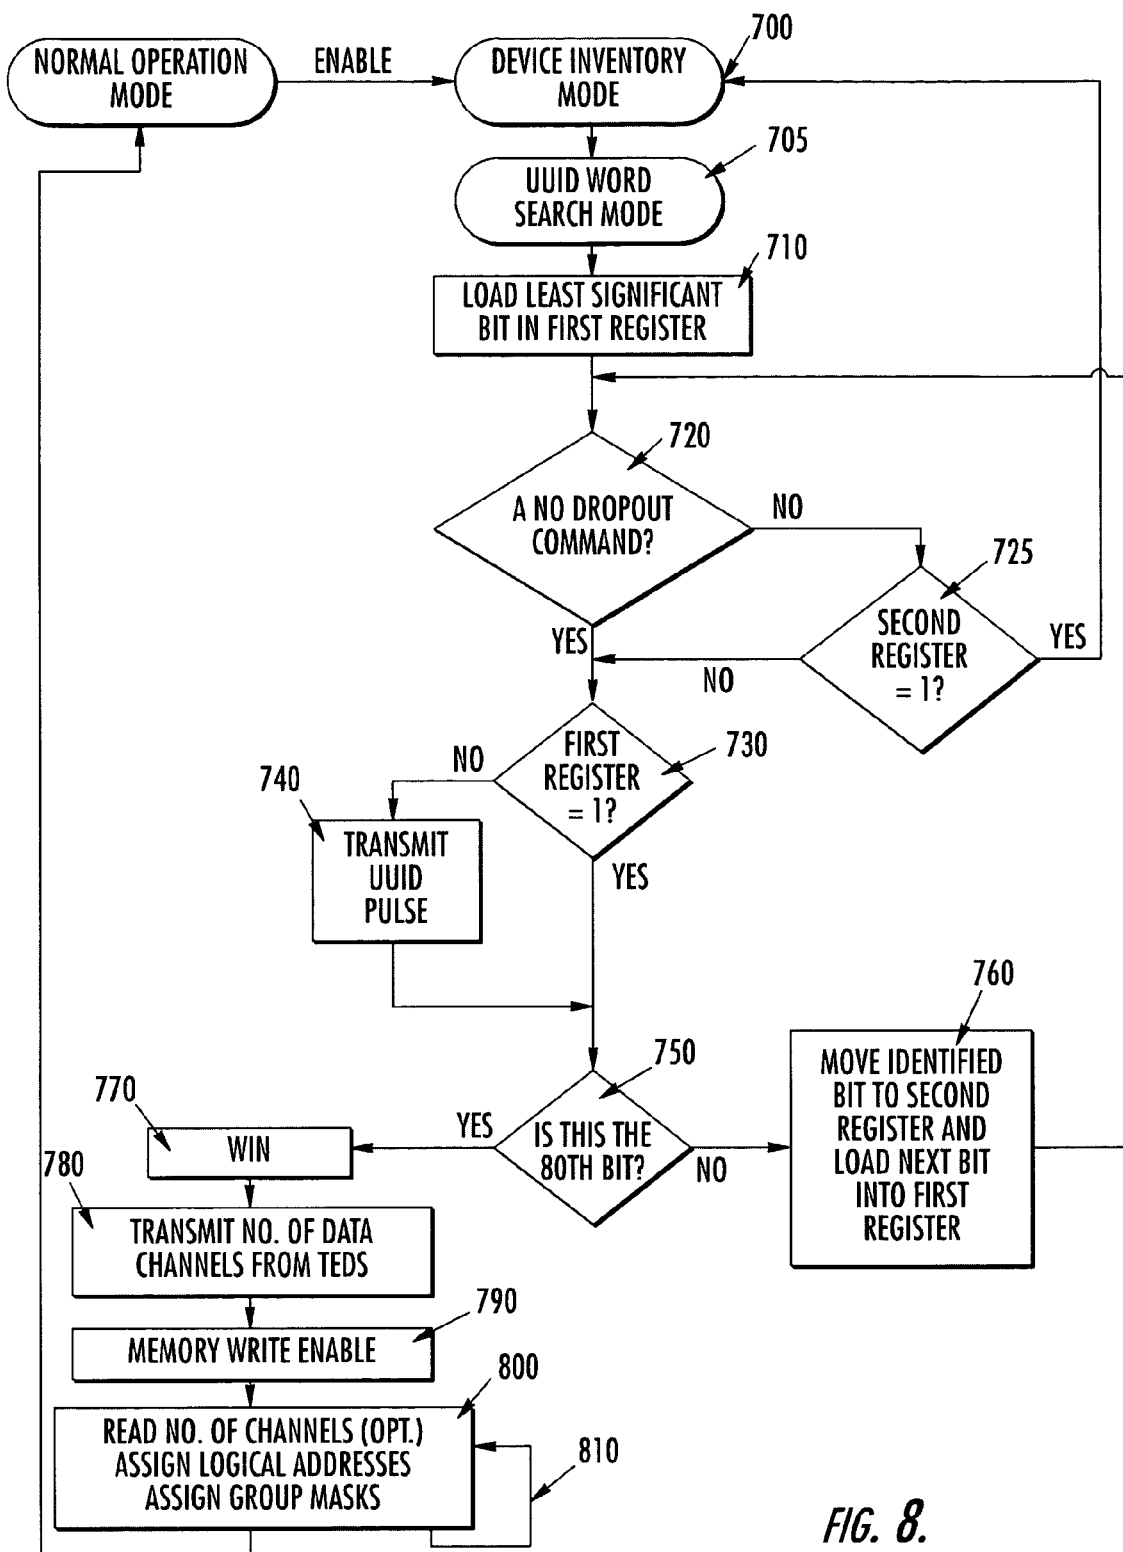 700
NORMAL OPERATION
MODE
ENABLE
DEVICE INVENTORY
MODE
705
UUID WORD
SEARCH MODE
710
LOAD LEAST SIGNIFICANT
BIT IN FIRST REGISTER
720
A NO DROPOUT
COMMAND?
NO
725
YES
SECOND
REGISTER
= 1?
YES
NO
730
FIRST
REGISTER
= 1?
NO
740
TRANSMIT
UUID
PULSE
YES
760
750
MOVE IDENTIFIED
BIT TO SECOND
REGISTER AND
LOAD NEXT BIT
INTO FIRST
REGISTER
770
YES
IS THIS THE
80TH BIT?
NO
WIN
780
TRANSMIT NO. OF DATA
CHANNELS FROM TEDS
790
MEMORY WRITE ENABLE
800
READ NO. OF CHANNELS (OPT.)
ASSIGN LOGICAL ADDRESSES
ASSIGN GROUP MASKS
810
FIG. 8.